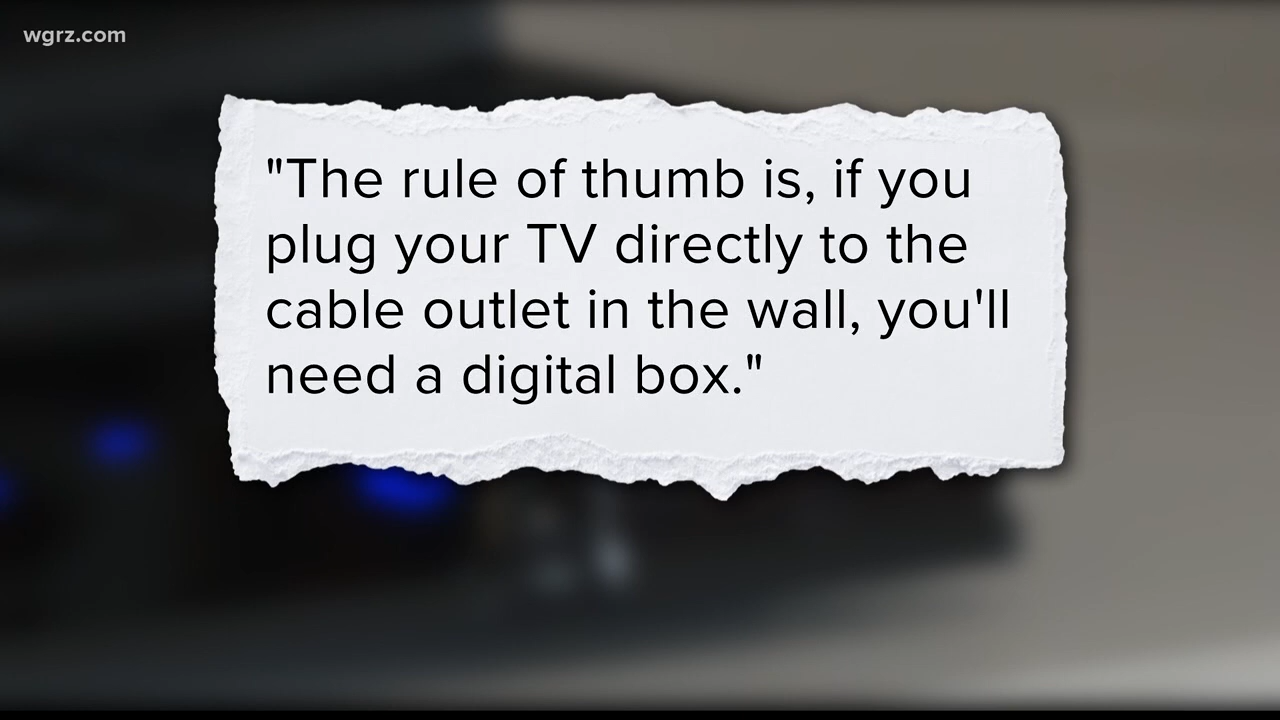 wgrz.com
"The rule of thumb is, if you
plug your TV directly to the
cable outlet in the wall, you'll
need a digital box."